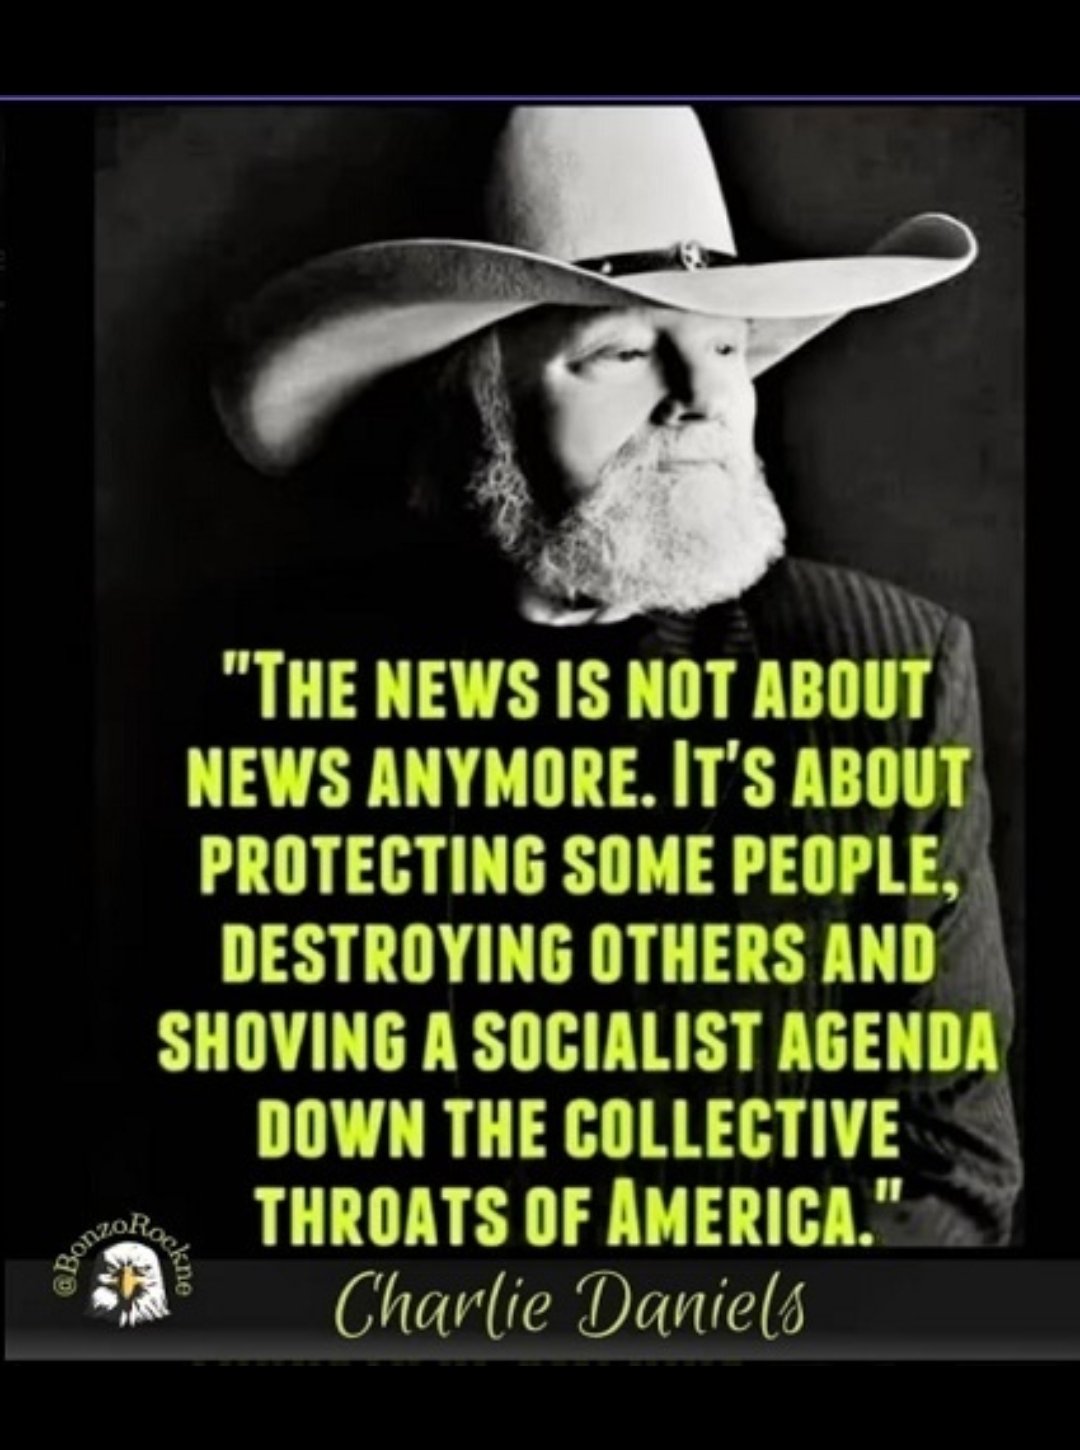 "THE NEWS IS NOT ABOUT
NEWS ANYMORE. IT'S ABOUT
PROTECTING SOME PEOPLE,
DESTROYING OTHERS AND
SHOVING A SOCIALIST AGENDA
DOWN THE COLLECTIVE
THROATS OF AMERICA."
@BonzoRockne
Charlie Daniels